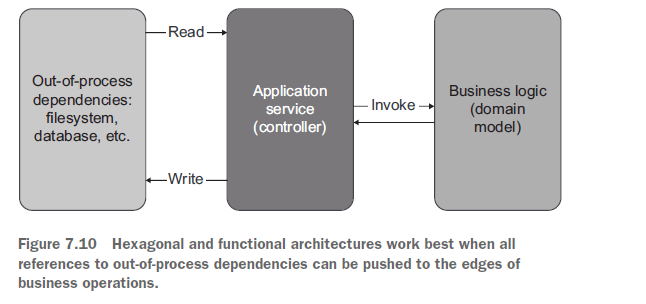 Read
Out-of-process
dependencies:
filesystem,
database, etc.
Application
service
(controller)
Invoke
Business logic
(domain
model)
Write
Figure 7.10 Hexagonal and functional architectures work best when all
references to out-of-process dependencies can be pushed to the edges of
business operations.